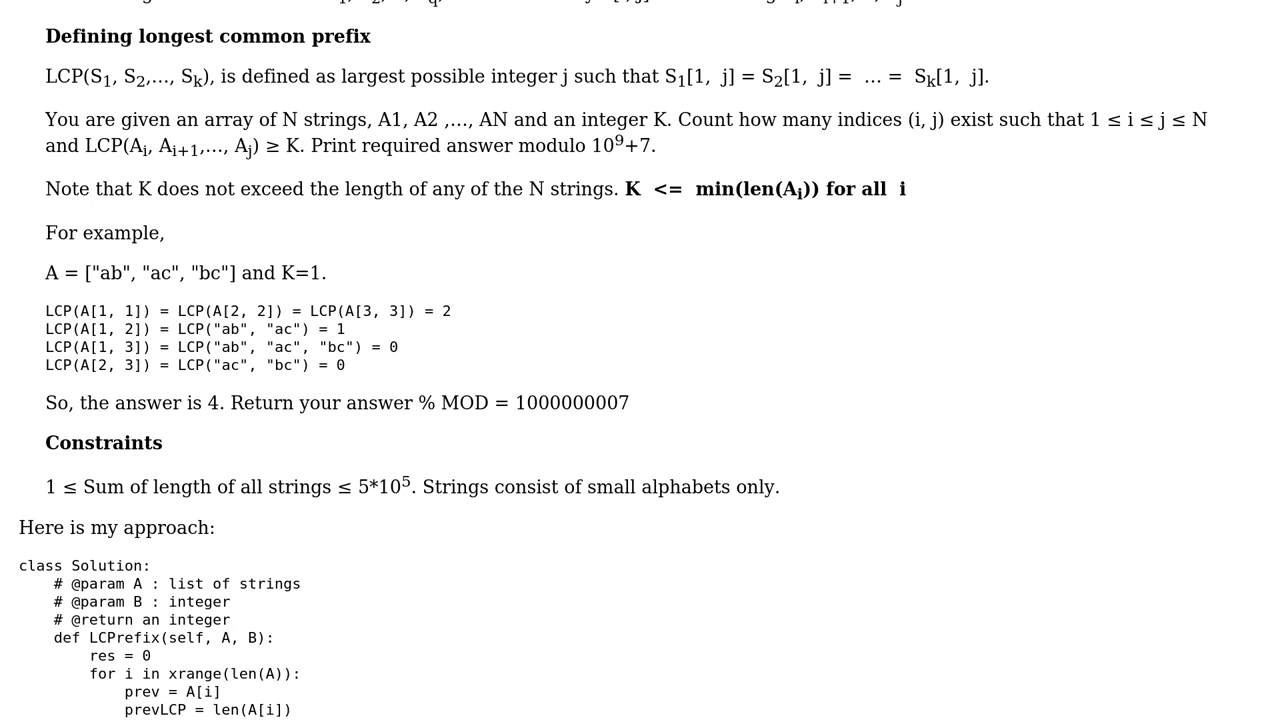 Defining longest common prefix
LCP(S1, S2,..., Sk), is defined as largest possible integer j such that S1[1,  j] = S2[1,  j] =  ... =  Sk[1,  j].
You are given an array of N strings, A1, A2 ,..., AN and an integer K. Count how many indices (i, j) exist such that 1 ≤ i ≤ j ≤ N
and LCP(Ai, Ai+1,..., Aj) ≥ K. Print required answer modulo 10^9+7.
Note that K does not exceed the length of any of the N strings. K  <=  min(len(Ai)) for all  i
For example,
A = ["ab", "ac", "bc"] and K=1.
LCP(A[1, 1]) = LCP(A[2, 2]) = LCP(A[3, 3]) = 2
LCP(A[1, 2]) = LCP("ab", "ac") = 1
LCP(A[1, 3]) = LCP("ab", "ac", "bc") = 0
LCP(A[2, 3]) = LCP("ac", "bc") = 0
So, the answer is 4. Return your answer % MOD = 1000000007
Constraints
1 ≤ Sum of length of all strings ≤ 5*10^5. Strings consist of small alphabets only.
Here is my approach:
class Solution:
    # @param A : list of strings
    # @param B : integer
    # @return an integer
    def LCPrefix(self, A, B):
        res = 0
        for i in xrange(len(A)):
            prev = A[i]
            prevLCP = len(A[i])